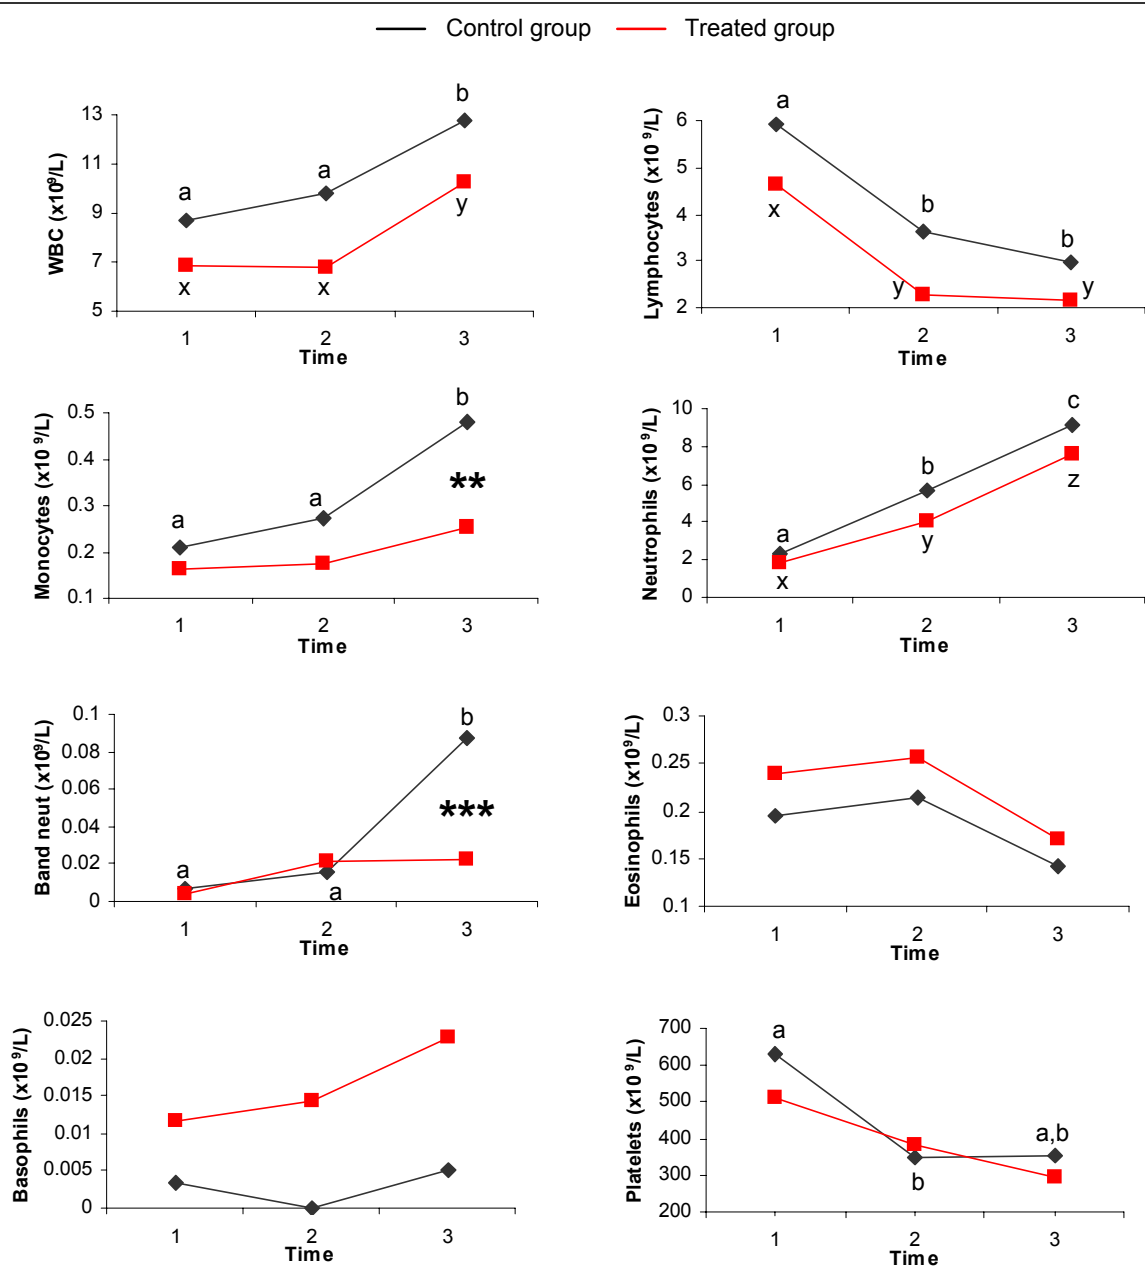 Control group Treated group
WBC (x10⁹/L)
13
11
9
7
5
a
a
b
x
x
y
1 2 3
Time
Lymphocytes (x10 ⁹/L)
6
5
4
3
2
a
b
b
x
y
y
1 2 3
Time
Monocytes (x10 ⁹/L)
0.5
0.4
0.3
0.2
0.1
a
a
b
**
1 2 3
Time
Neutrophils (x10⁹/L)
10
8
6
4
2
0
a
b
c
x
y
z
1 2 3
Time
Band neut (x10⁹/L)
0.1
0.08
0.06
0.04
0.02
0
a
a
b
***
1 2 3
Time
Eosinophils (x10⁹/L)
0.3
0.25
0.2
0.15
0.1
1 2 3
Time
Basophils (x10⁹/L)
0.025
0.02
0.015
0.01
0.005
0
1 2 3
Time
Platelets (x10 ⁹/L)
700
600
500
400
300
200
a
b
a,b
1 2 3
Time